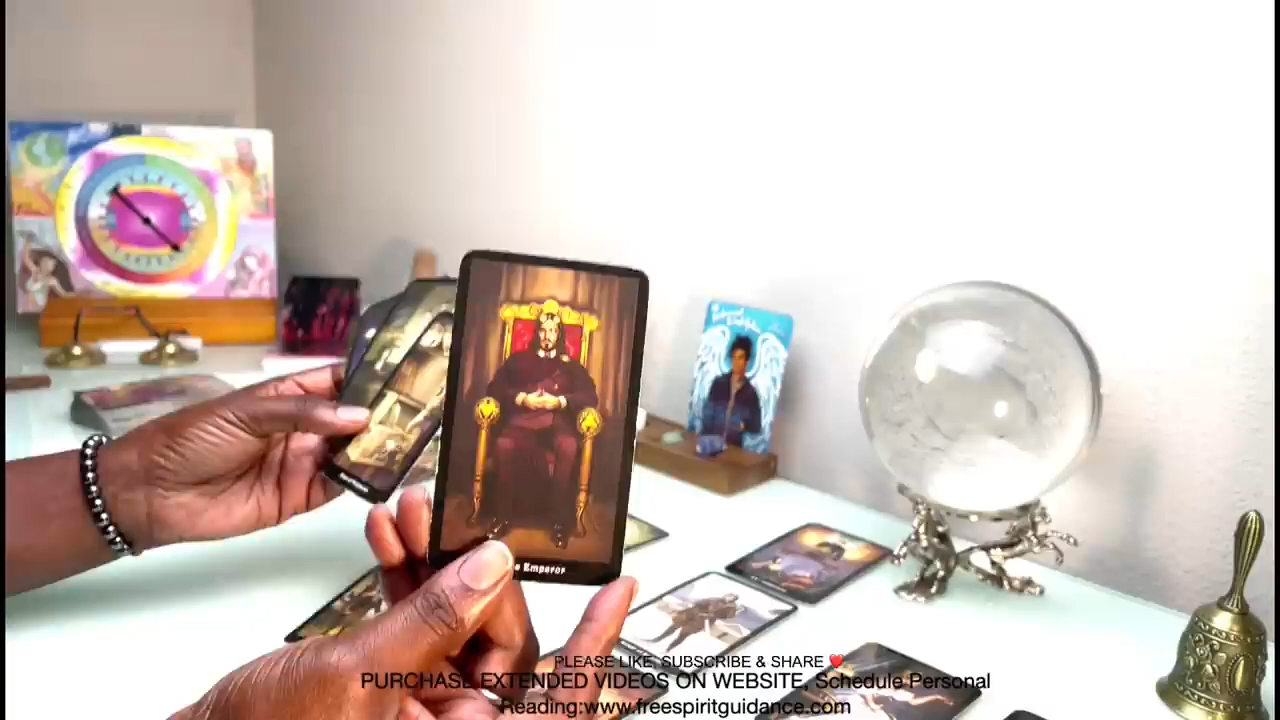 e Emperor
PLEASE LIKE, SUBSCRIBE & SHARE ❤️
PURCHASE EXTENDED VIDEOS ON WEBSITE, Schedule Personal
Reading:www.freespiritguidance.com